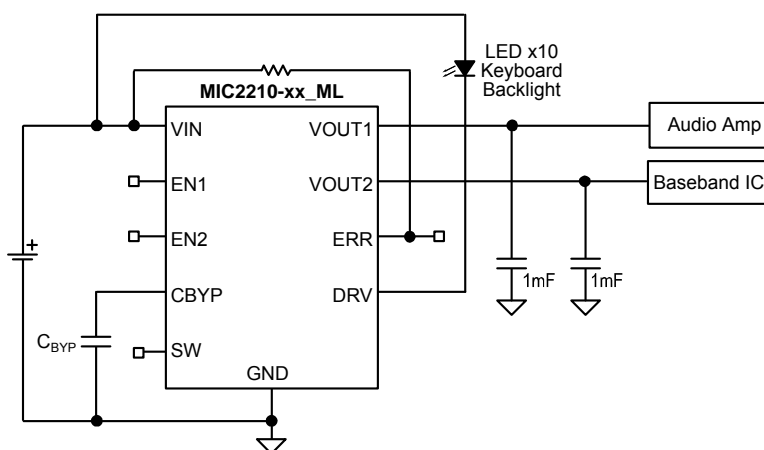 LED x10
Keyboard
Backlight
MIC2210-xx_ML
VIN
VOUT1
Audio Amp
EN1
VOUT2
Baseband IC
EN2
ERR
+
CBYP
DRV
1mF
1mF
CBYP
SW
GND